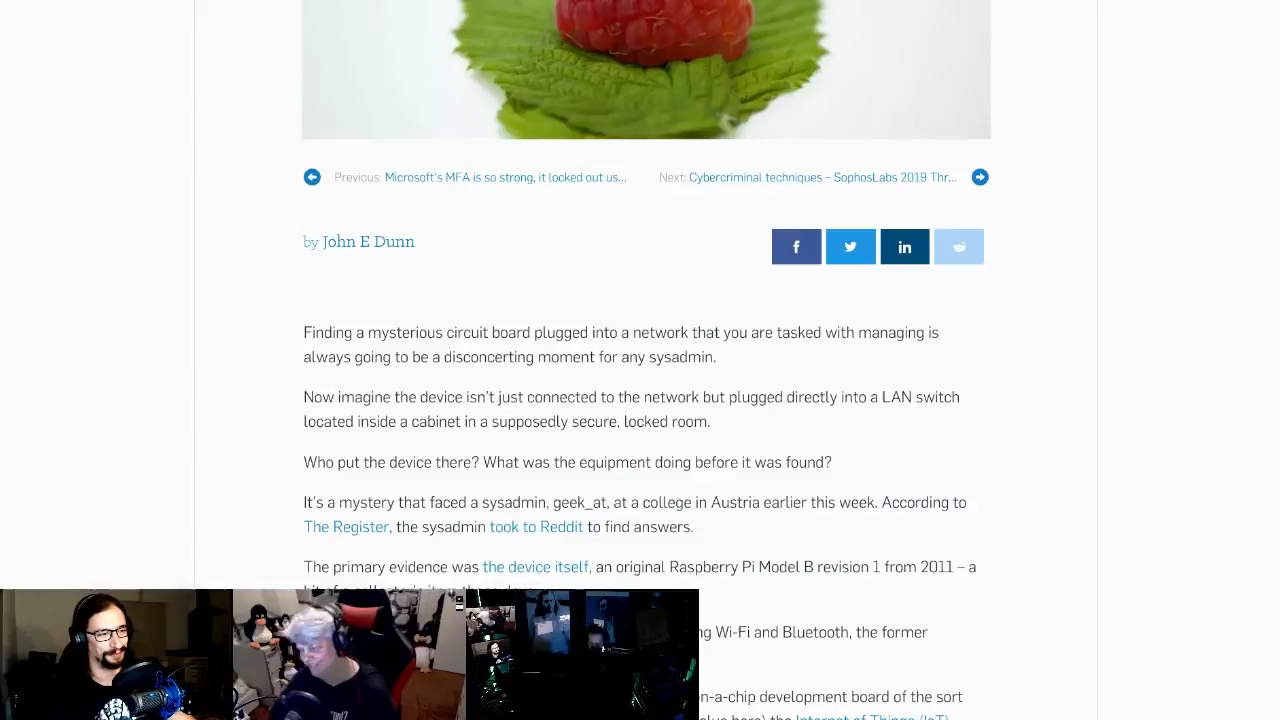 Previous: Microsoft's MFA is so strong, it locked out us...
Next: Cybercriminal techniques – SophosLabs 2019 Thr...
by John E Dunn
Finding a mysterious circuit board plugged into a network that you are tasked with managing is
always going to be a disconcerting moment for any sysadmin.
Now imagine the device isn't just connected to the network but plugged directly into a LAN switch
located inside a cabinet in a supposedly secure, locked room.
Who put the device there? What was the equipment doing before it was found?
It's a mystery that faced a sysadmin, geek_at, at a college in Austria earlier this week. According to
The Register, the sysadmin took to Reddit to find answers.
The primary evidence was the device itself, an original Raspberry Pi Model B revision 1 from 2011 – a
Wi-Fi and Bluetooth, the former
n-a-chip development board of the sort
the Internet of Things (IoT)